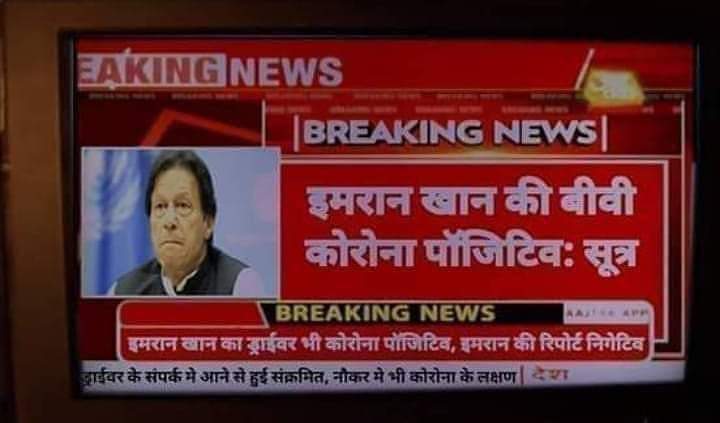 EAKING NEWS
BREAKING NEWS
इमरान खान की बीवी
कोरोना पॉजिटिव: सूत्र
BREAKING NEWS
इमरान खान का ड्राईवर भी कोरोना पॉजिटिव, इमरान की रिपोर्ट निगेटिव
ड्राईवर के संपर्क मे आने से हुई संक्रमित, नौकर मे भी कोरोना के लक्षण
देश